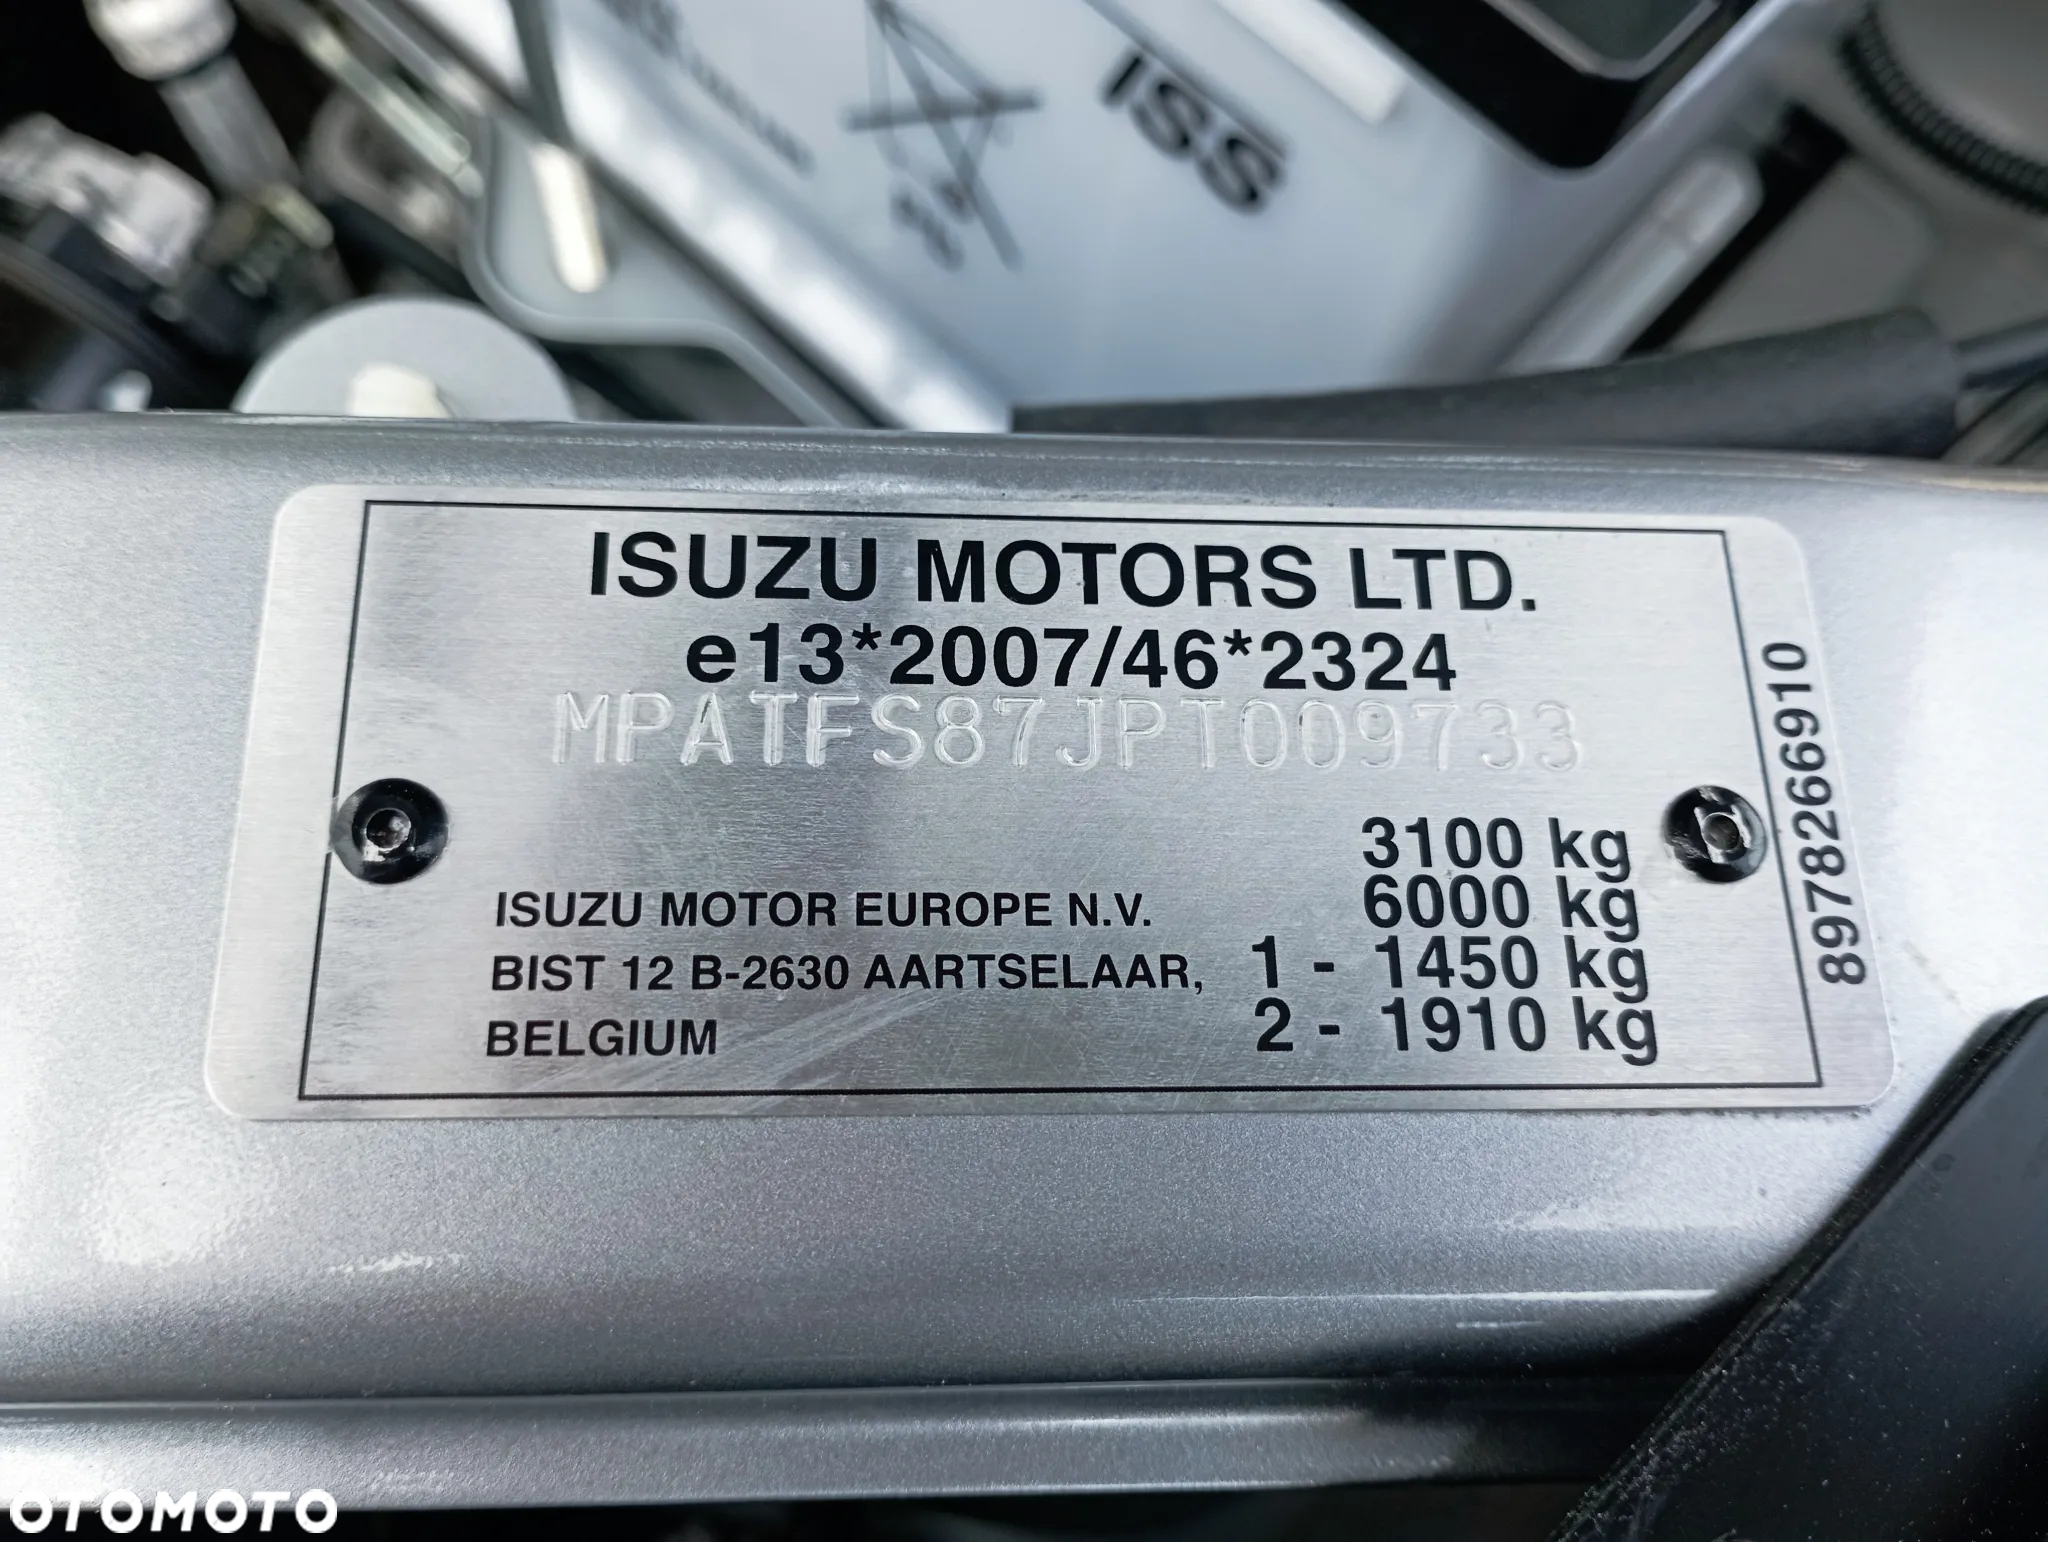 ISS
ISUZU MOTORS LTD.
e13*2007/46*2324
MPATFS87JPT009733
3100 kg
6000 kg
1 - 1450 kg
2 - 1910 kg
ISUZU MOTOR EUROPE N.V.
BIST 12 B-2630 AARTSELAAR,
BELGIUM
8978266910
OTOMOTO